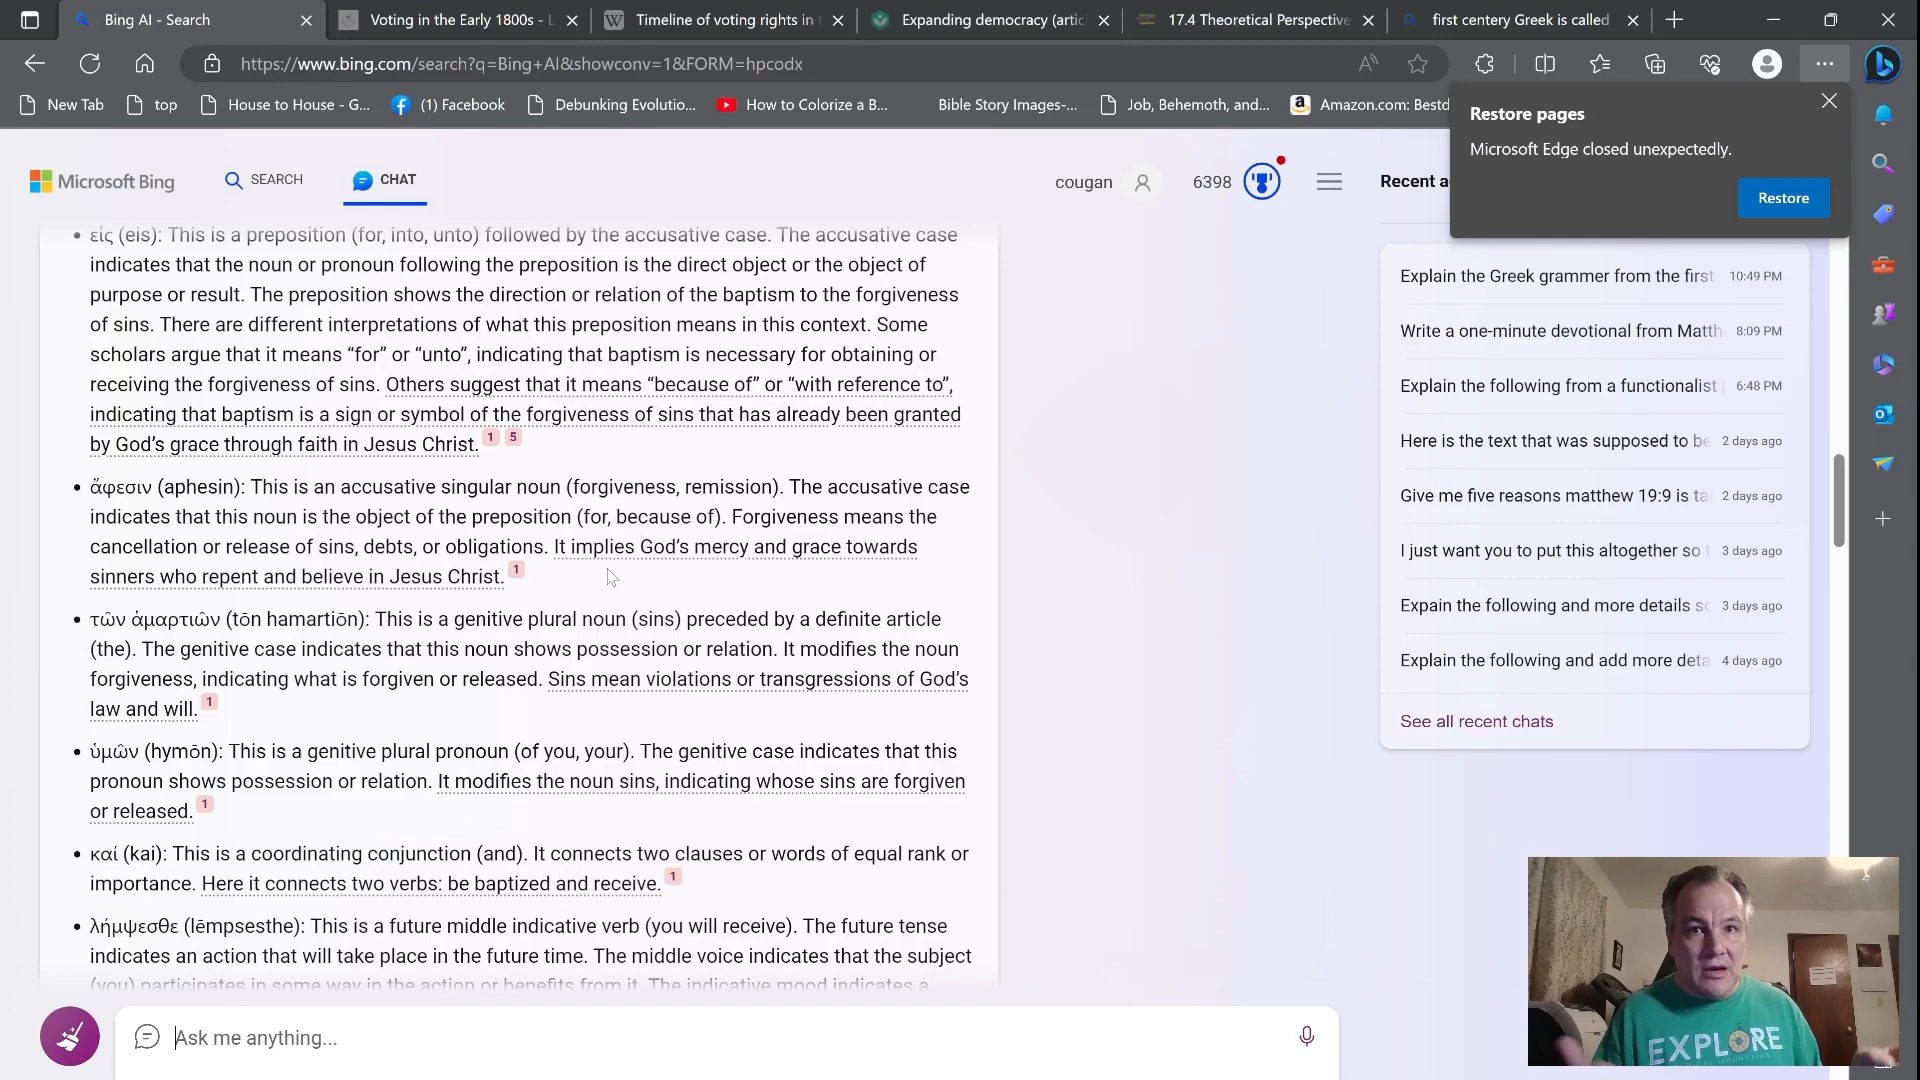 Bing AI - Search
Voting in the Early 1800s - L
Timeline of voting rights in t
Expanding democracy (artic
17.4 Theoretical Perspective
first centery Greek is called
https://www.bing.com/search?q=Bing+AI&showconv=1&FORM=hpcodx
New Tab
top
House to House - G...
(1) Facebook
Debunking Evolutio...
How to Colorize a B...
Bible Story Images-...
Job, Behemoth, and...
Amazon.com: Bestd
Restore pages
Microsoft Edge closed unexpectedly.
Restore
Microsoft Bing
SEARCH
CHAT
cougan
6398
Recent a
• εἰς (eis): This is a preposition (for, into, unto) followed by the accusative case. The accusative case
indicates that the noun or pronoun following the preposition is the direct object or the object of
purpose or result. The preposition shows the direction or relation of the baptism to the forgiveness
of sins. There are different interpretations of what this preposition means in this context. Some
scholars argue that it means “for” or “unto”, indicating that baptism is necessary for obtaining or
receiving the forgiveness of sins. Others suggest that it means “because of” or “with reference to”,
indicating that baptism is a sign or symbol of the forgiveness of sins that has already been granted
by God’s grace through faith in Jesus Christ. 1 5
• ἄφεσιν (aphesin): This is an accusative singular noun (forgiveness, remission). The accusative case
indicates that this noun is the object of the preposition (for, because of). Forgiveness means the
cancellation or release of sins, debts, or obligations. It implies God’s mercy and grace towards
sinners who repent and believe in Jesus Christ. 1
• τῶν ἁμαρτιῶν (tōn hamartiōn): This is a genitive plural noun (sins) preceded by a definite article
(the). The genitive case indicates that this noun shows possession or relation. It modifies the noun
forgiveness, indicating what is forgiven or released. Sins mean violations or transgressions of God’s
law and will. 1
• ὑμῶν (hymōn): This is a genitive plural pronoun (of you, your). The genitive case indicates that this
pronoun shows possession or relation. It modifies the noun sins, indicating whose sins are forgiven
or released. 1
• καί (kai): This is a coordinating conjunction (and). It connects two clauses or words of equal rank or
importance. Here it connects two verbs: be baptized and receive. 1
• λήμψεσθε (lēmpsesthe): This is a future middle indicative verb (you will receive). The future tense
indicates an action that will take place in the future time. The middle voice indicates that the subject
(you) participates in some way in the action or benefits from it. The indicative mood indicates a
Explain the Greek grammer from the first 10:49 PM
Write a one-minute devotional from Matth 8:09 PM
Explain the following from a functionalist 6:48 PM
Here is the text that was supposed to be 2 days ago
Give me five reasons matthew 19:9 is ta 2 days ago
I just want you to put this altogether so t 3 days ago
Expain the following and more details so 3 days ago
Explain the following and add more deta 4 days ago
See all recent chats
Ask me anything...
EXPLORE